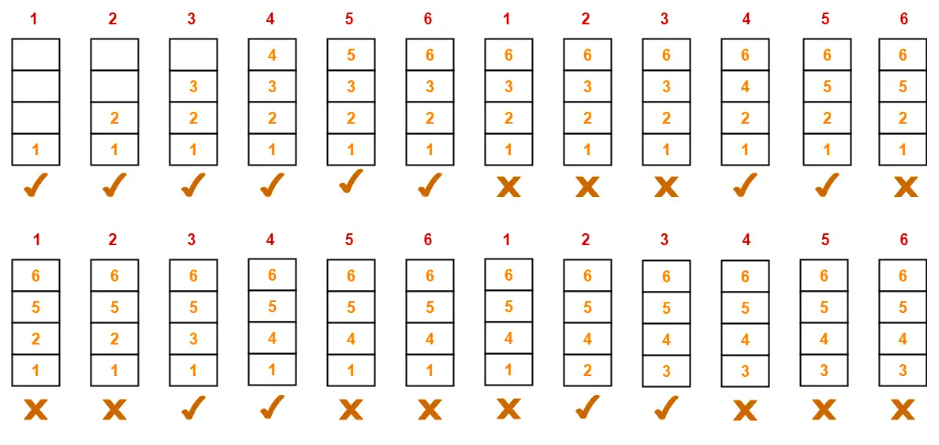 1 2 3 4 5 6 1 2 3 4 5 6
4 5 6 6 6 6 6 6 6
3 3 3 3 3 3 3 4 5 5
2 2 2 2 2 2 2 2 2 2 2
1 1 1 1 1 1 1 1 1 1 1 1
1 2 3 4 5 6 1 2 3 4 5 6
6 6 6 6 6 6 6 6 6 6 6 6
5 5 5 5 5 5 5 5 5 5 5 5
2 2 3 4 4 4 4 4 4 4 4 4
1 1 1 1 1 1 1 2 3 3 3 3